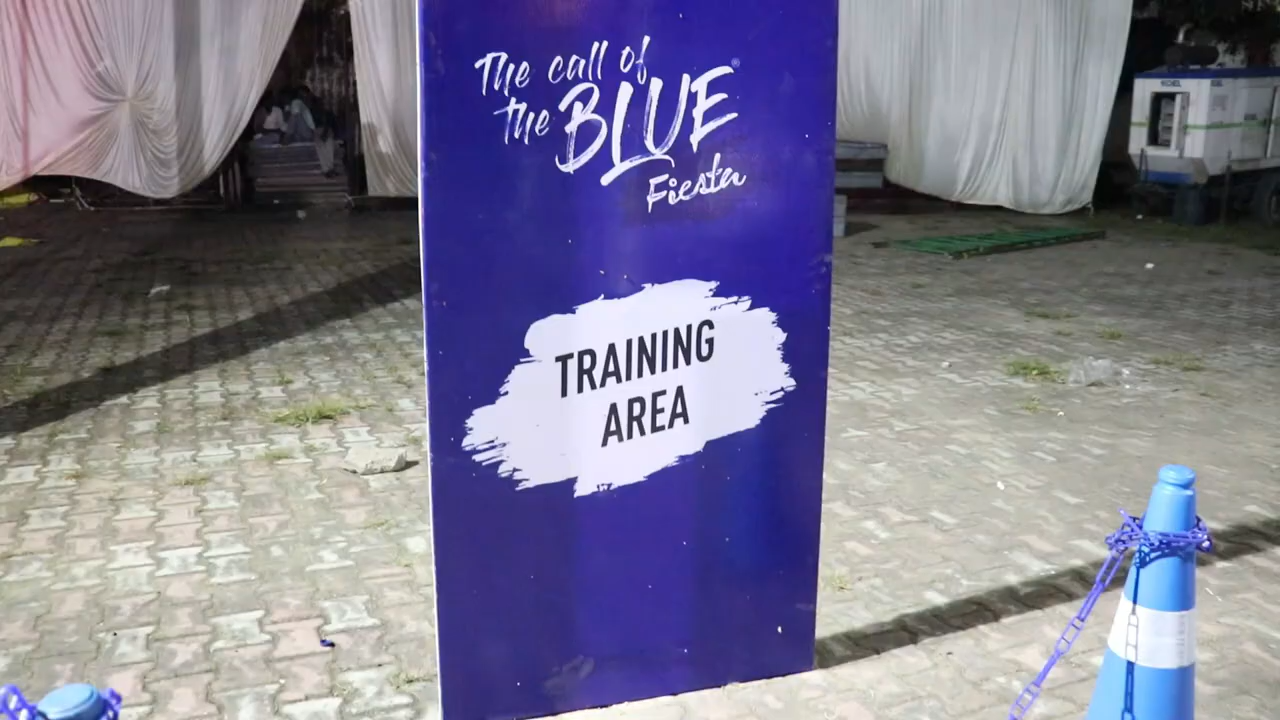 The call of
the BLUE®
Fiesta
TRAINING
AREA